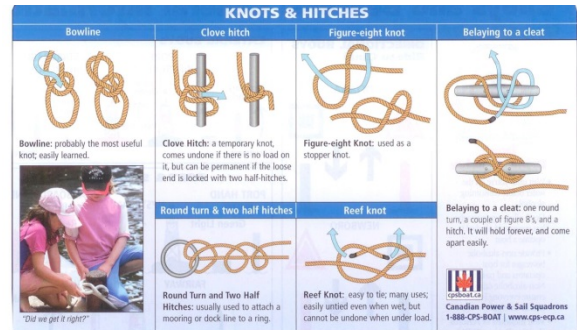 KNOTS & HITCHES
Bowline
Bowline: probably the most useful
knot; easily learned.
"Did we get it right?"
Clove hitch
Clove Hitch: a temporary knot,
comes undone if there is no load on
it, but can be permanent if the loose
end is locked with two half-hitches.
Round turn & two half hitches
Round Turn and Two Half
Hitches: usually used to attach a
mooring or dock line to a ring.
Figure-eight knot
Figure-eight Knot: used as a
stopper knot.
Reef knot
Reef Knot: easy to tie; many uses;
easily untied even when wet, but
cannot be undone when under load.
Belaying to a cleat
Belaying to a cleat: one round
turn, a couple of figure 8's, and a
hitch. It will hold forever, and come
apart easily.
cpsboat.ca
Canadian Power & Sail Squadrons
1-888-CPS-BOAT | www.cps-ecp.ca